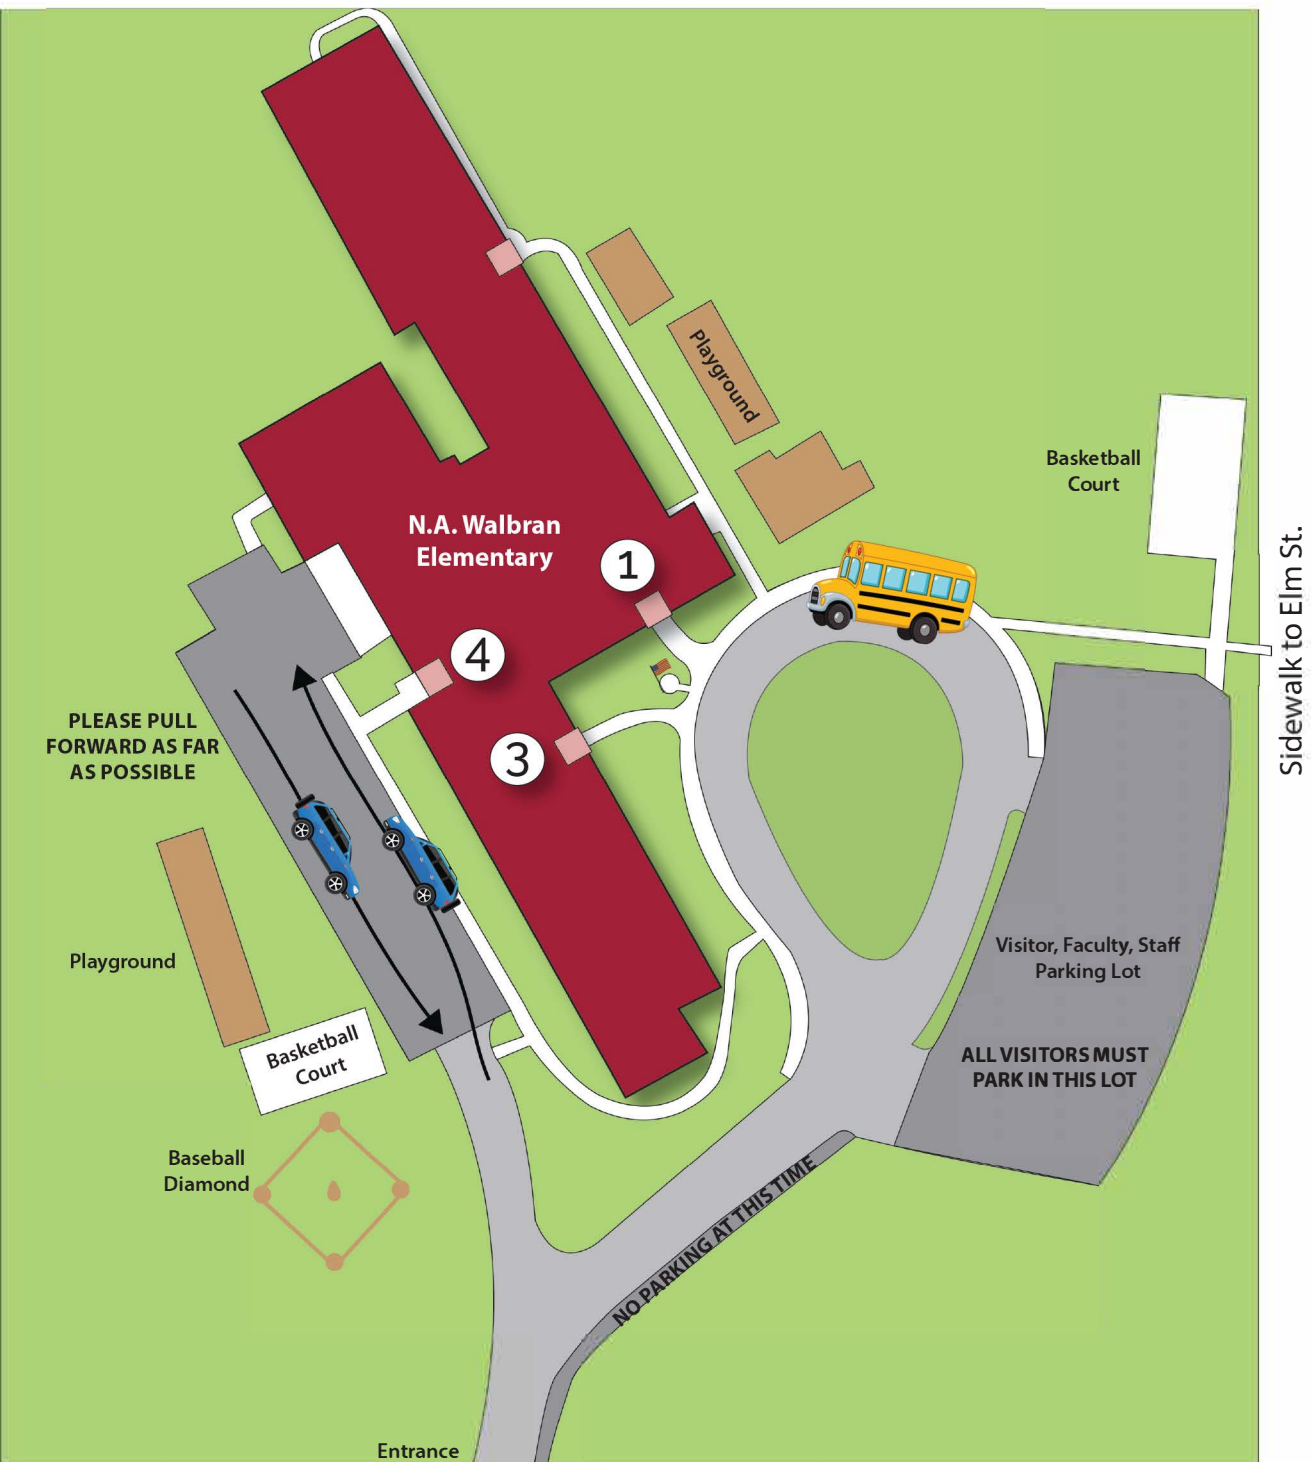 Playground
Basketball
Court
N.A. Walbran
Elementary
1
4
3
Sidewalk to Elm St.
PLEASE PULL
FORWARD AS FAR
AS POSSIBLE
Playground
Visitor, Faculty, Staff
Parking Lot
ALL VISITORS MUST
PARK IN THIS LOT
Basketball
Court
Baseball
Diamond
NO PARKING AT THIS TIME
Entrance